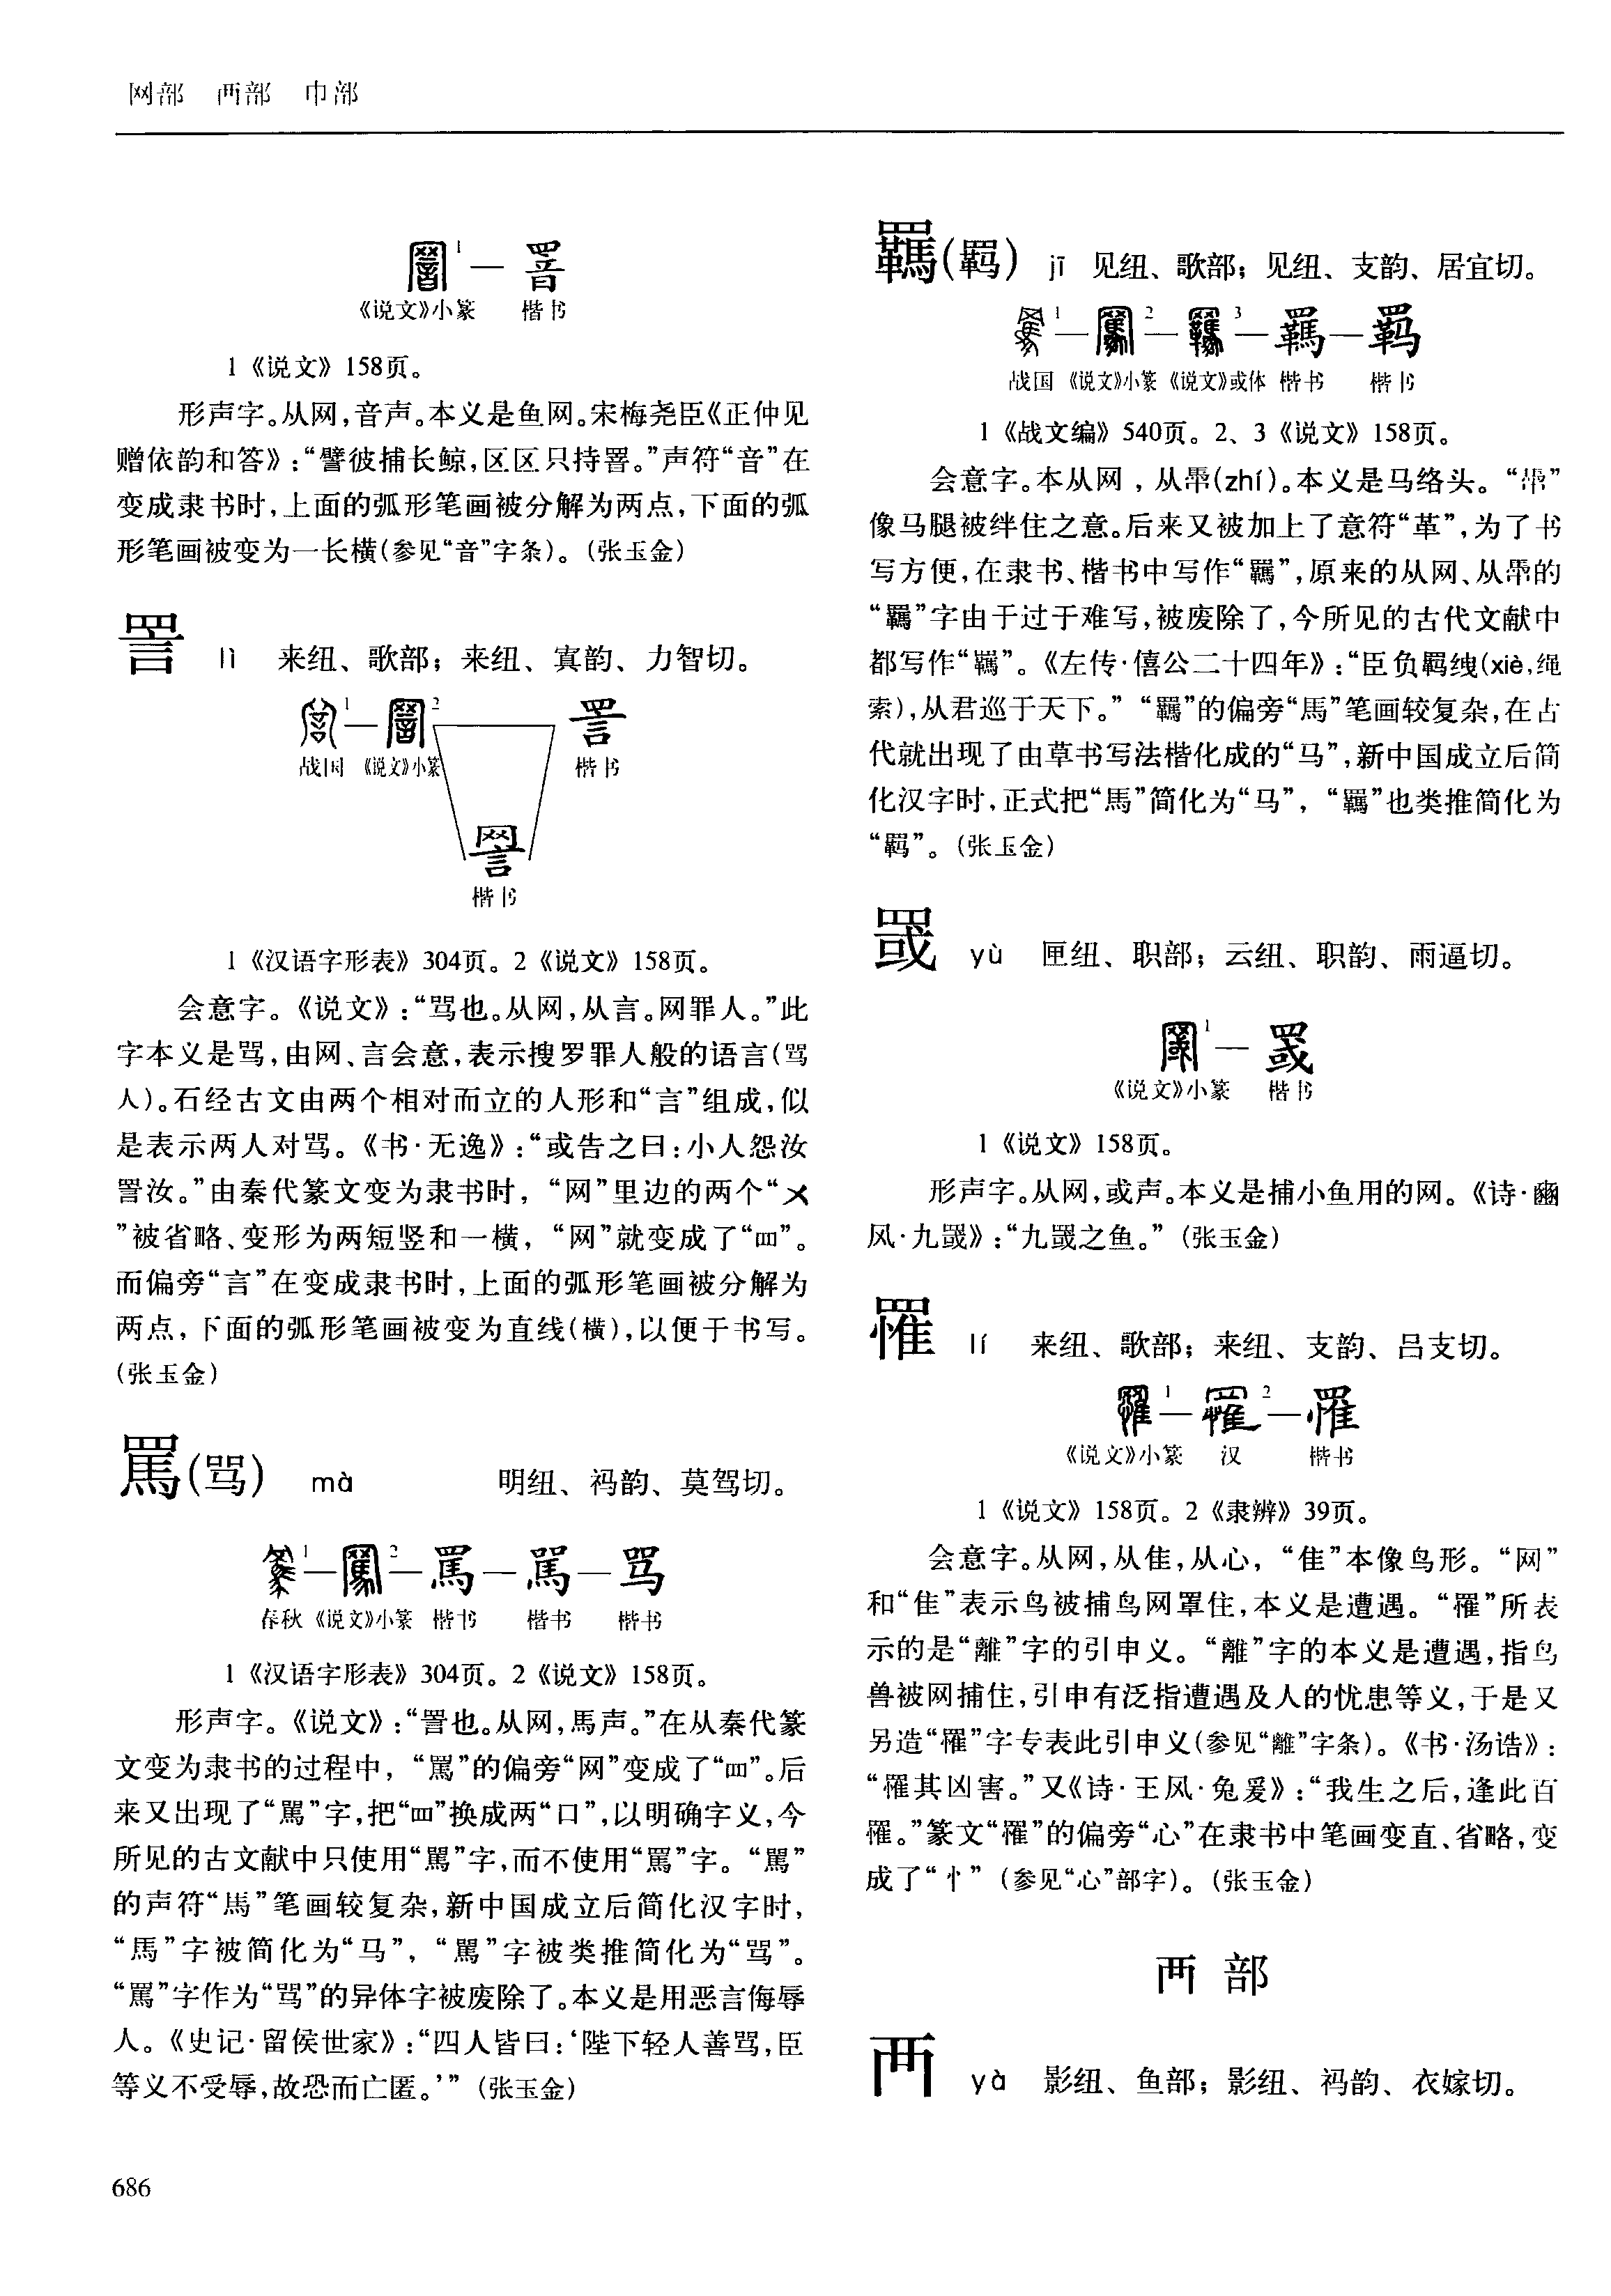 网部 襾部 巾部
1 — 𦌊
《说文》小篆 楷书
1《说文》158页。
形声字。从网,音声。本义是鱼网。宋梅尧臣《正仲见
赠依韵和答》:“譬彼捕长鲸,区区只持𦌊。”声符“音”在
变成隶书时,上面的弧形笔画被分解为两点,下面的弧
形笔画被变为一长横(参见“音”字条)。(张玉金)
詈 lì 来纽、歌部;来纽、寘韵、力智切。
1 — 2 詈
战国 《说文》小篆 楷书
楷书
1《汉语字形表》304页。2《说文》158页。
会意字。《说文》:“骂也。从网,从言。网罪人。”此
字本义是骂,由网、言会意,表示搜罗罪人般的语言(骂
人)。石经古文由两个相对而立的人形和“言”组成,似
是表示两人对骂。《书·无逸》:“或告之曰:小人怨汝
詈汝。”由秦代篆文变为隶书时,“网”里边的两个“㐅
”被省略、变形为两短竖和一横,“网”就变成了“罒”。
而偏旁“言”在变成隶书时,上面的弧形笔画被分解为
两点,下面的弧形笔画被变为直线(横),以便于书写。
(张玉金)
罵(骂) mà 明纽、祃韵、莫驾切。
1 — 2 — 罵 — 駡 — 骂
春秋 《说文》小篆 楷书 楷书 楷书
1《汉语字形表》304页。2《说文》158页。
形声字。《说文》:“詈也。从网,馬声。”在从秦代篆
文变为隶书的过程中,“罵”的偏旁“网”变成了“罒”。后
来又出现了“駡”字,把“罒”换成两“口”,以明确字义,今
所见的古文献中只使用“駡”字,而不使用“罵”字。“駡”
的声符“馬”笔画较复杂,新中国成立后简化汉字时,
“馬”字被简化为“马”,“駡”字被类推简化为“骂”。
“罵”字作为“骂”的异体字被废除了。本义是用恶言侮辱
人。《史记·留侯世家》:“四人皆曰:‘陛下轻人善骂,臣
等义不受辱,故恐而亡匿。’”(张玉金)
羈(羁) jī 见纽、歌部;见纽、支韵、居宜切。
1 — 2 — 3 — 羈 — 羁
战国 《说文》小篆 《说文》或体 楷书 楷书
1《战文编》540页。2、3《说文》158页。
会意字。本从网,从馽(zhí)。本义是马络头。“馽”
像马腿被绊住之意。后来又被加上了意符“革”,为了书
写方便,在隶书、楷书中写作“羈”,原来的从网、从馽的
“羈”字由于过于难写,被废除了,今所见的古代文献中
都写作“羈”。《左传·僖公二十四年》:“臣负羁绁(xiè,绳
索),从君巡于天下。”“羈”的偏旁“馬”笔画较复杂,在古
代就出现了由草书写法楷化成的“马”,新中国成立后简
化汉字时,正式把“馬”简化为“马”,“羈”也类推简化为
“羁”。(张玉金)
罭 yù 匣纽、职部;云纽、职韵、雨逼切。
1 — 罭
《说文》小篆 楷书
1《说文》158页。
形声字。从网,或声。本义是捕小鱼用的网。《诗·豳
风·九罭》:“九罭之鱼。”(张玉金)
罹 lí 来纽、歌部;来纽、支韵、吕支切。
1 — 2 — 罹
《说文》小篆 汉 楷书
1《说文》158页。2《隶辨》39页。
会意字。从网,从隹,从心,“隹”本像鸟形。“网”
和“隹”表示鸟被捕鸟网罩住,本义是遭遇。“罹”所表
示的是“離”字的引申义。“離”字的本义是遭遇,指鸟
兽被网捕住,引申有泛指遭遇及人的忧患等义,于是又
另造“罹”字专表此引申义(参见“離”字条)。《书·汤诰》:
“罹其凶害。”又《诗·王风·兔爰》:“我生之后,逢此百
罹。”篆文“罹”的偏旁“心”在隶书中笔画变直、省略,变
成了“忄”(参见“心”部字)。(张玉金)
襾 部
襾 yà 影纽、鱼部;影纽、祃韵、衣嫁切。
686